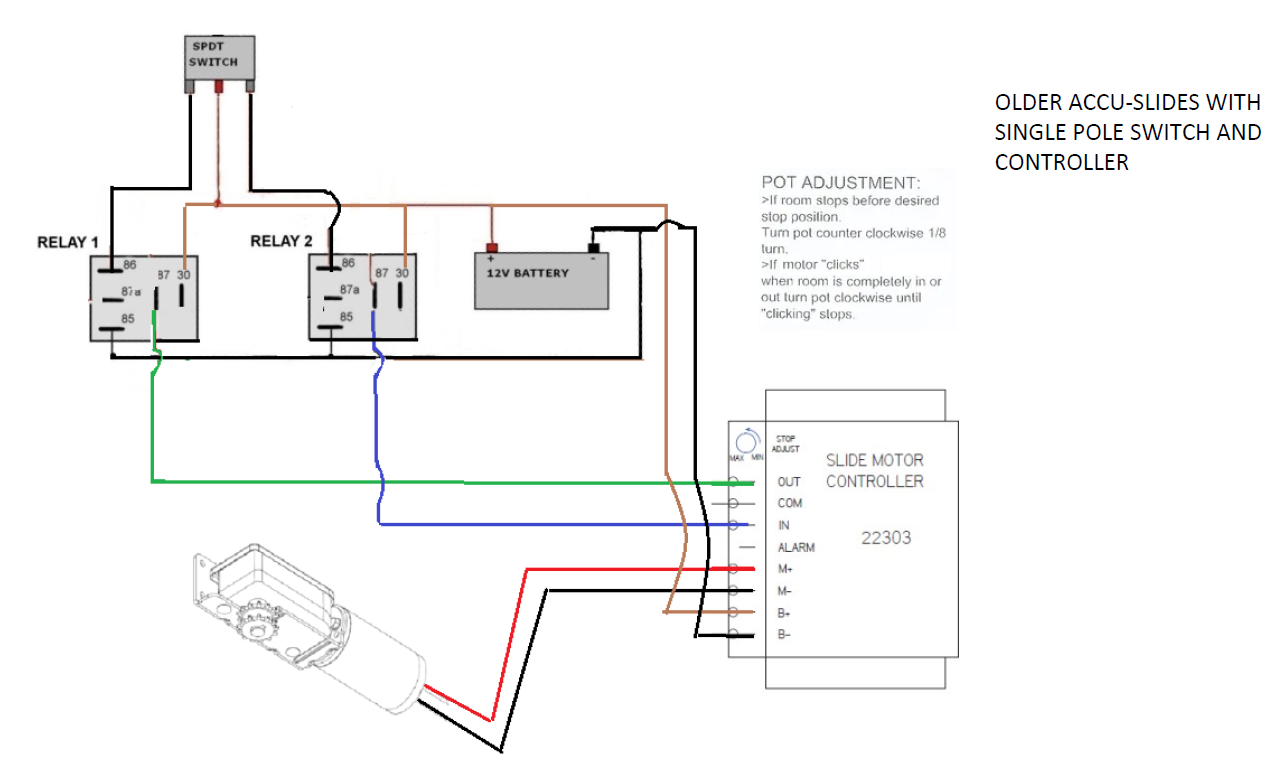 SPDT
SWITCH
OLDER ACCU-SLIDES WITH
SINGLE POLE SWITCH AND
CONTROLLER
POT ADJUSTMENT:
>If room stops before desired
stop position.
Turn pot counter clockwise 1/8
turn.
>If motor "clicks"
when room is completely in or
out turn pot clockwise until
"clicking" stops.
RELAY 1
86
87 30
87a
85
RELAY 2
86
87 30
87a
85
+ -
12V BATTERY
MAX MIN
STOP
ADJUST
SLIDE MOTOR
CONTROLLER
22303
OUT
COM
IN
ALARM
M+
M-
B+
B-